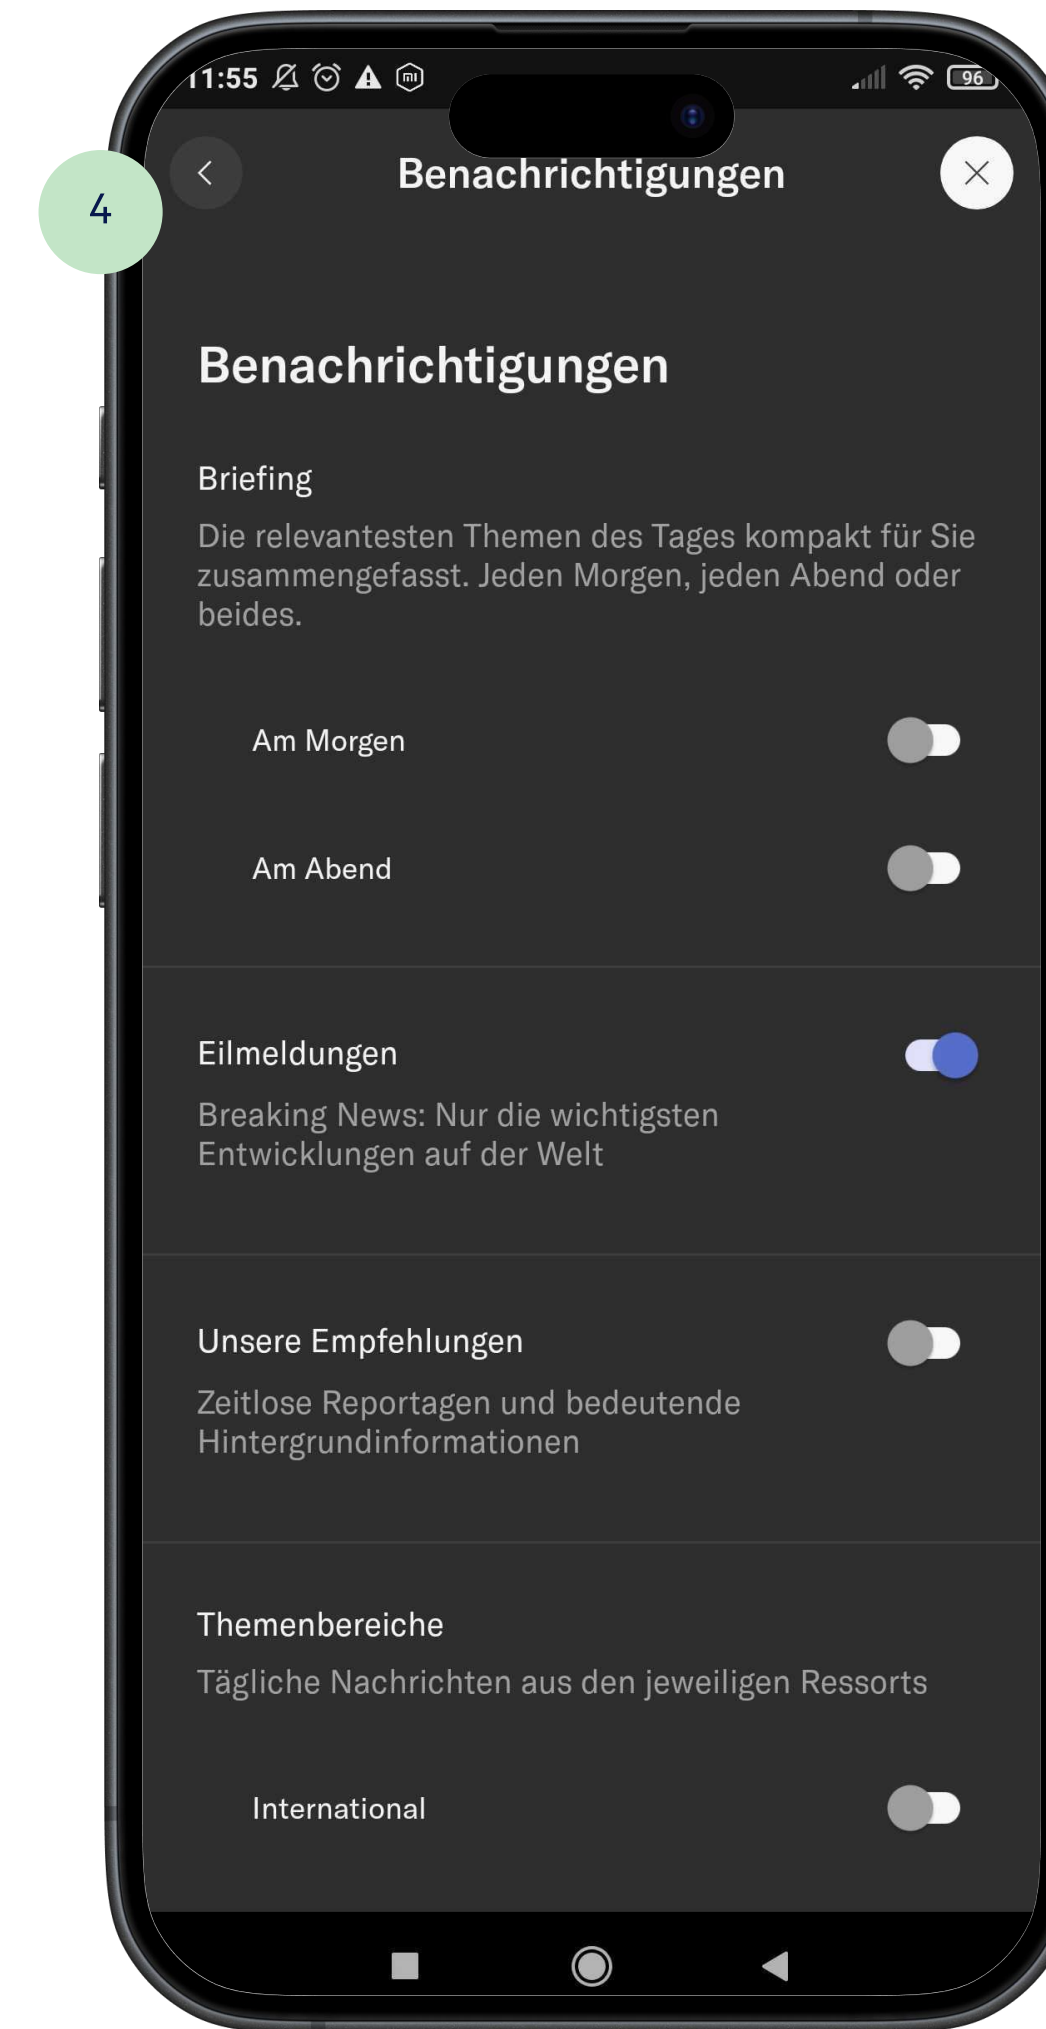 11:55
96
4
Benachrichtigungen
Benachrichtigungen
Briefing
Die relevantesten Themen des Tages kompakt für Sie
zusammengefasst. Jeden Morgen, jeden Abend oder
beides.
Am Morgen
Am Abend
Eilmeldungen
Breaking News: Nur die wichtigsten
Entwicklungen auf der Welt
Unsere Empfehlungen
Zeitlose Reportagen und bedeutende
Hintergrundinformationen
Themenbereiche
Tägliche Nachrichten aus den jeweiligen Ressorts
International